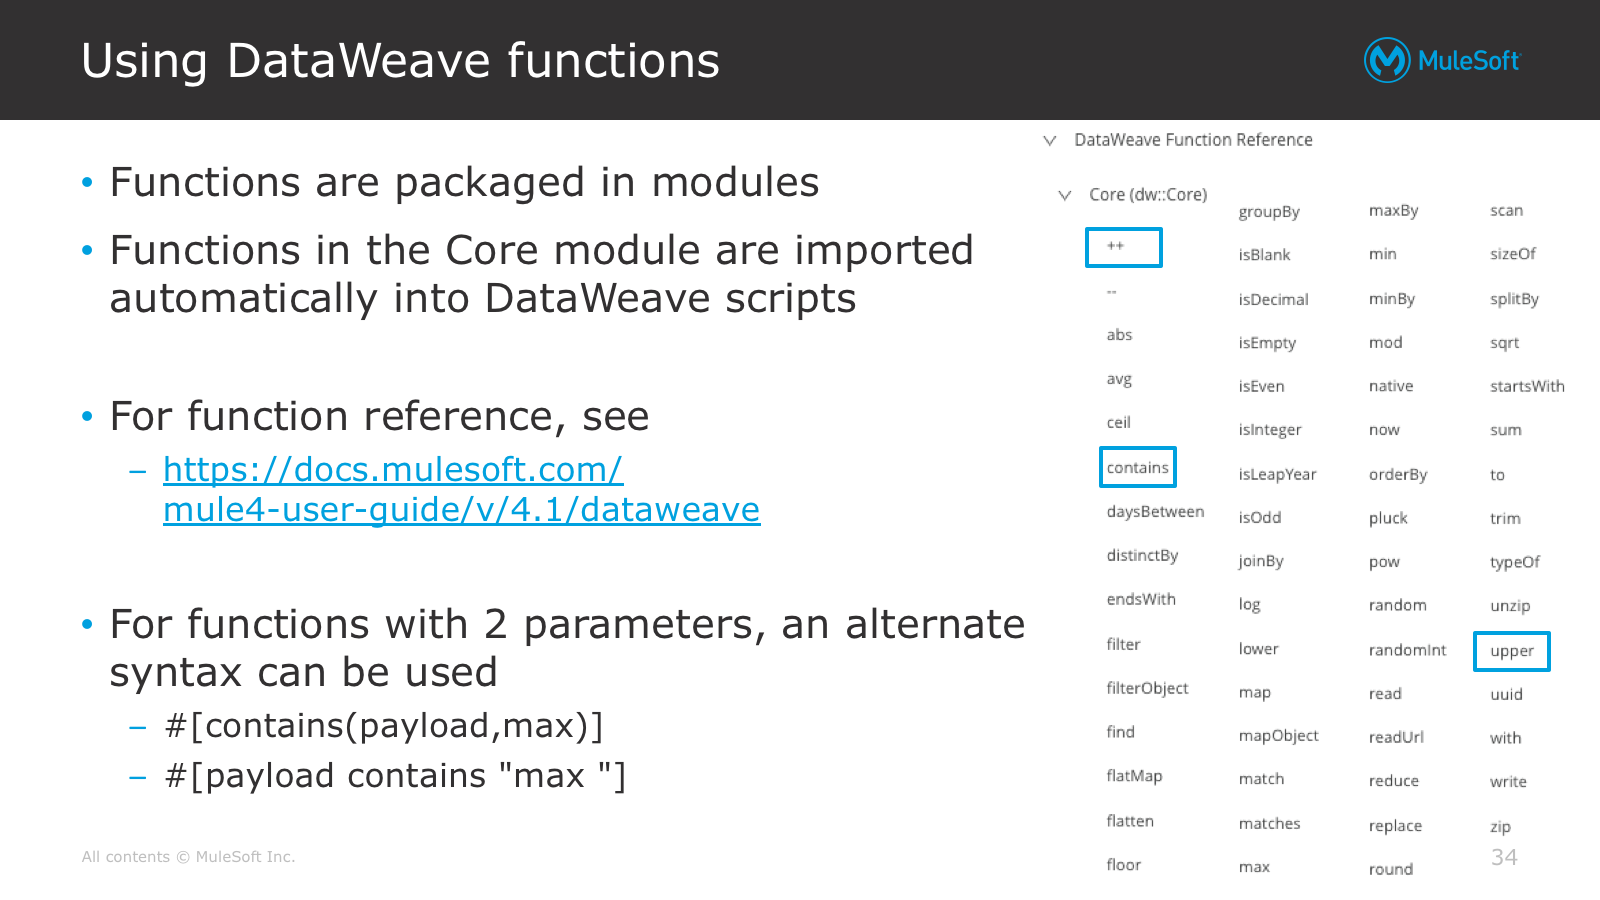 Using DataWeave functions
MuleSoft
• Functions are packaged in modules
• Functions in the Core module are imported
automatically into DataWeave scripts
• For function reference, see
– https://docs.mulesoft.com/
mule4-user-guide/v/4.1/dataweave
• For functions with 2 parameters, an alternate
syntax can be used
– #[contains(payload,max)]
– #[payload contains "max "]
DataWeave Function Reference
Core (dw::Core)
++
--
abs
avg
ceil
contains
daysBetween
distinctBy
endsWith
filter
filterObject
find
flatMap
flatten
floor
groupBy
isBlank
isDecimal
isEmpty
isEven
isInteger
isLeapYear
isOdd
joinBy
log
lower
map
mapObject
match
matches
max
maxBy
min
minBy
mod
native
now
orderBy
pluck
pow
random
randomInt
read
readUrl
reduce
replace
round
scan
sizeOf
splitBy
sqrt
startsWith
sum
to
trim
typeOf
unzip
upper
uuid
with
write
zip
All contents © MuleSoft Inc.
34